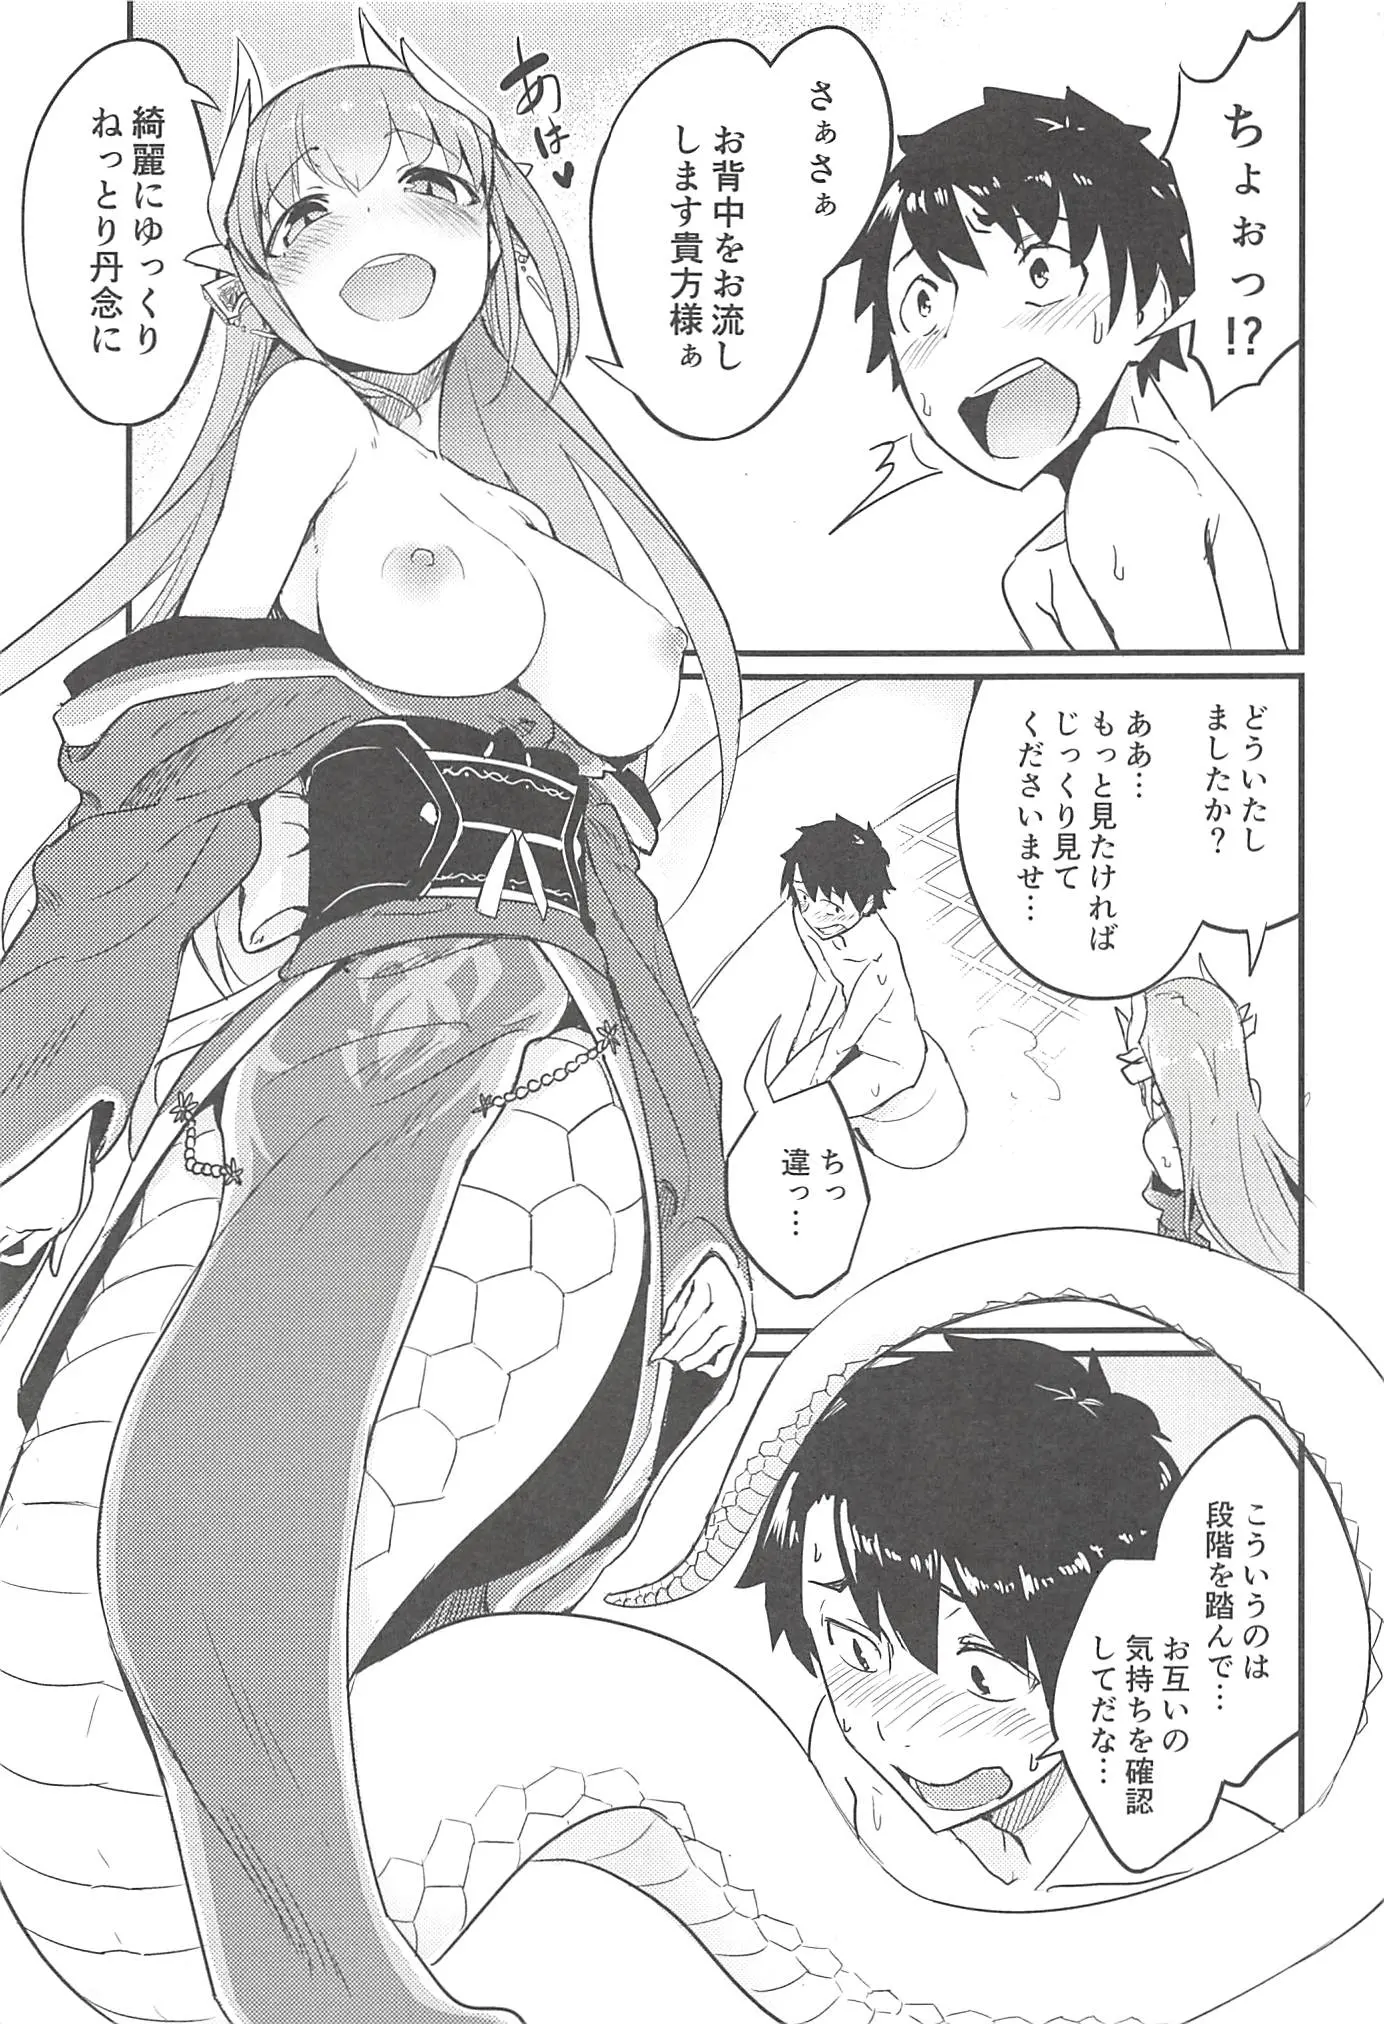 ちょぉっ!?
さぁさぁ
お背中をお流し
します貴方様ぁ
あは♥
綺麗にゆっくり
ねっとり丹念に
どういたし
ましたか?
ああ…
もっと見たければ
じっくり見て
くださいませ…
ちっ
違っ…
こういうのは
段階を踏んで…
お互いの
気持ちを確認
してだな…